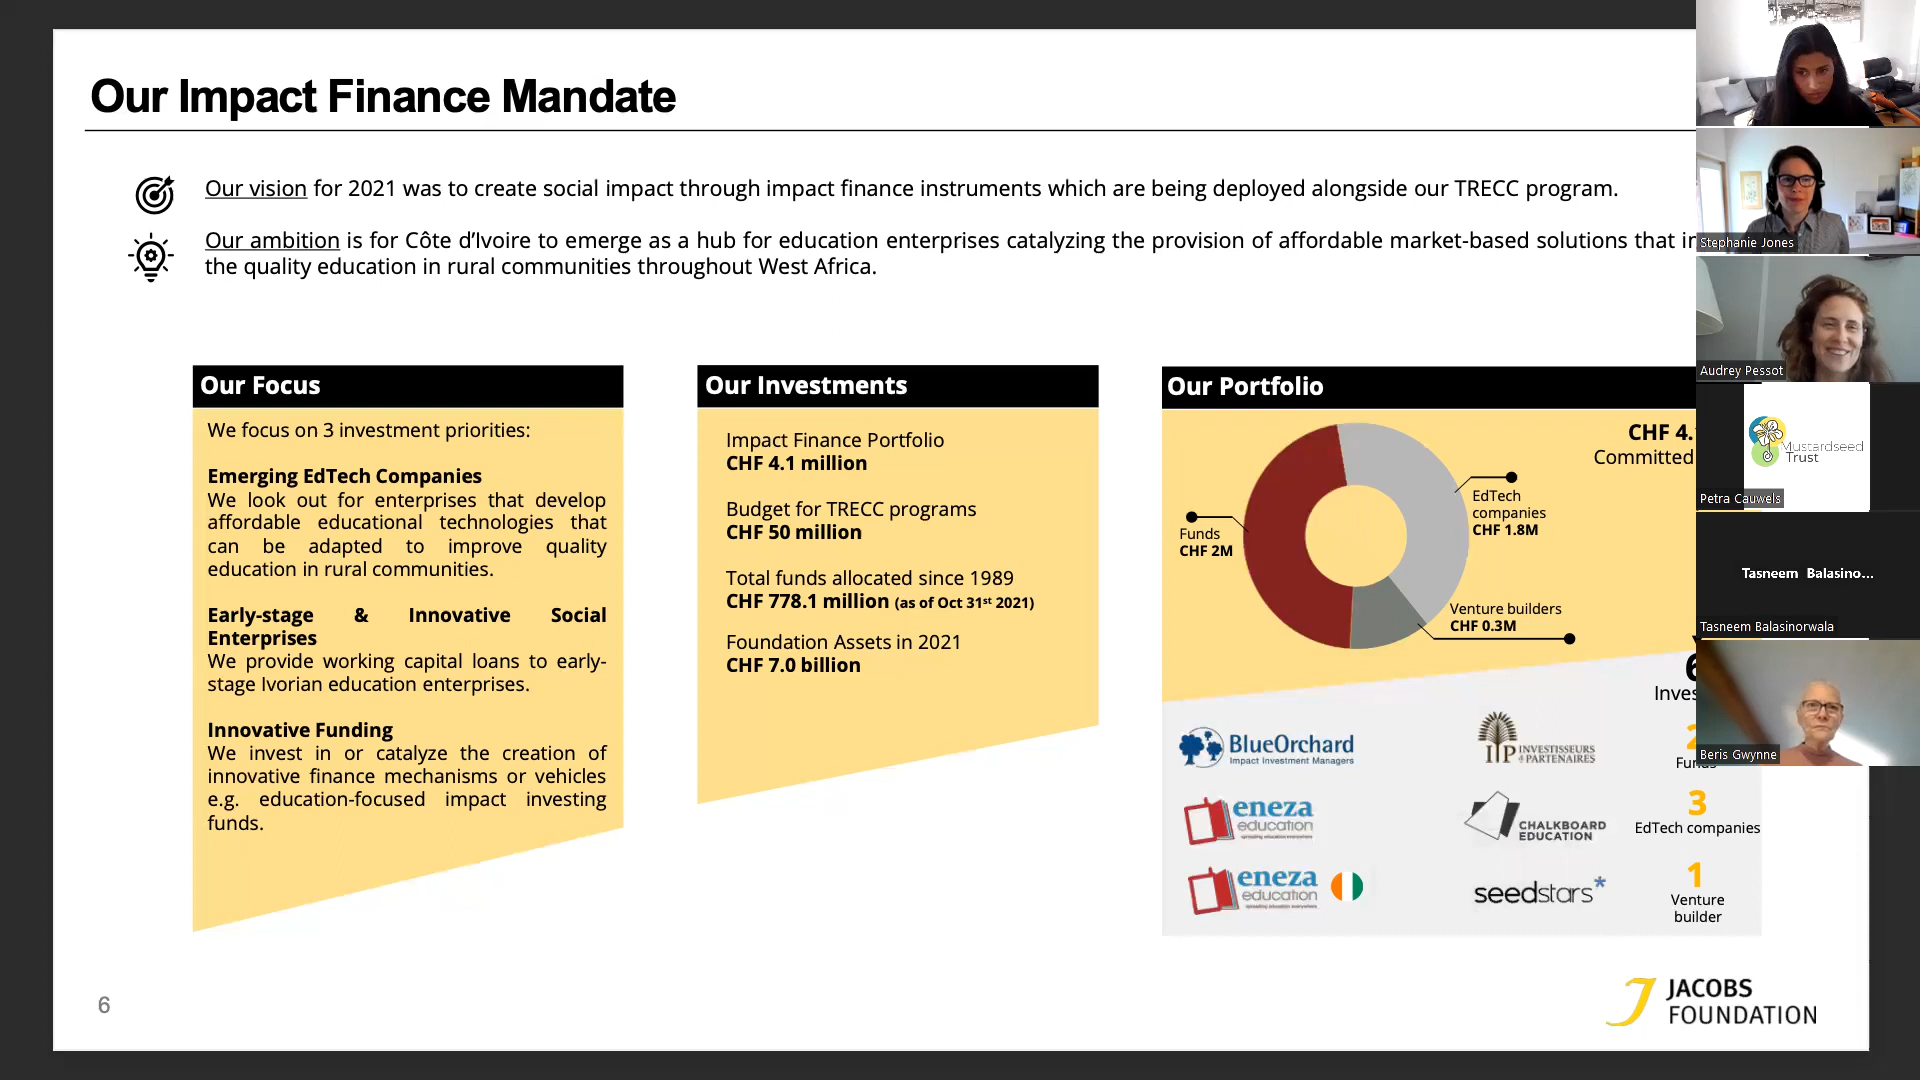 Our Impact Finance Mandate
Our vision for 2021 was to create social impact through impact finance instruments which are being deployed alongside our TRECC program.
Our ambition is for Côte d’Ivoire to emerge as a hub for education enterprises catalyzing the provision of affordable market-based solutions that
the quality education in rural communities throughout West Africa.
Our Focus
We focus on 3 investment priorities:
Emerging EdTech Companies
We look out for enterprises that develop
affordable educational technologies that
can be adapted to improve quality
education in rural communities.
Early-stage & Innovative Social
Enterprises
We provide working capital loans to early-
stage Ivorian education enterprises.
Innovative Funding
We invest in or catalyze the creation of
innovative finance mechanisms or vehicles
e.g. education-focused impact investing
funds.
Our Investments
Impact Finance Portfolio
CHF 4.1 million
Budget for TRECC programs
CHF 50 million
Total funds allocated since 1989
CHF 778.1 million (as of Oct 31st 2021)
Foundation Assets in 2021
CHF 7.0 billion
Our Portfolio
CHF 4.
Committed
EdTech
companies
CHF 1.8M
Funds
CHF 2M
Venture builders
CHF 0.3M
BlueOrchard
Impact Investment Managers
I&P INVESTISSEURS
& PARTENAIRES
Funds
eneza
education
CHALKBOARD
EDUCATION
3
EdTech companies
eneza
education
seedstars*
1
Venture
builder
6
JACOBS
FOUNDATION
Stephanie Jones
Audrey Pessot
Mustardseed
Trust
Petra Cauwels
Tasneem Balasino...
Tasneem Balasinorwala
Beris Gwynne